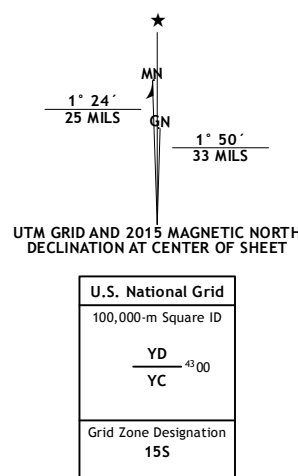 ★
MN
1° 24´
25 MILS
GN
1° 50´
33 MILS
UTM GRID AND 2015 MAGNETIC NORTH
DECLINATION AT CENTER OF SHEET
U.S. National Grid
100,000-m Square ID
YD
4300
YC
Grid Zone Designation
15S